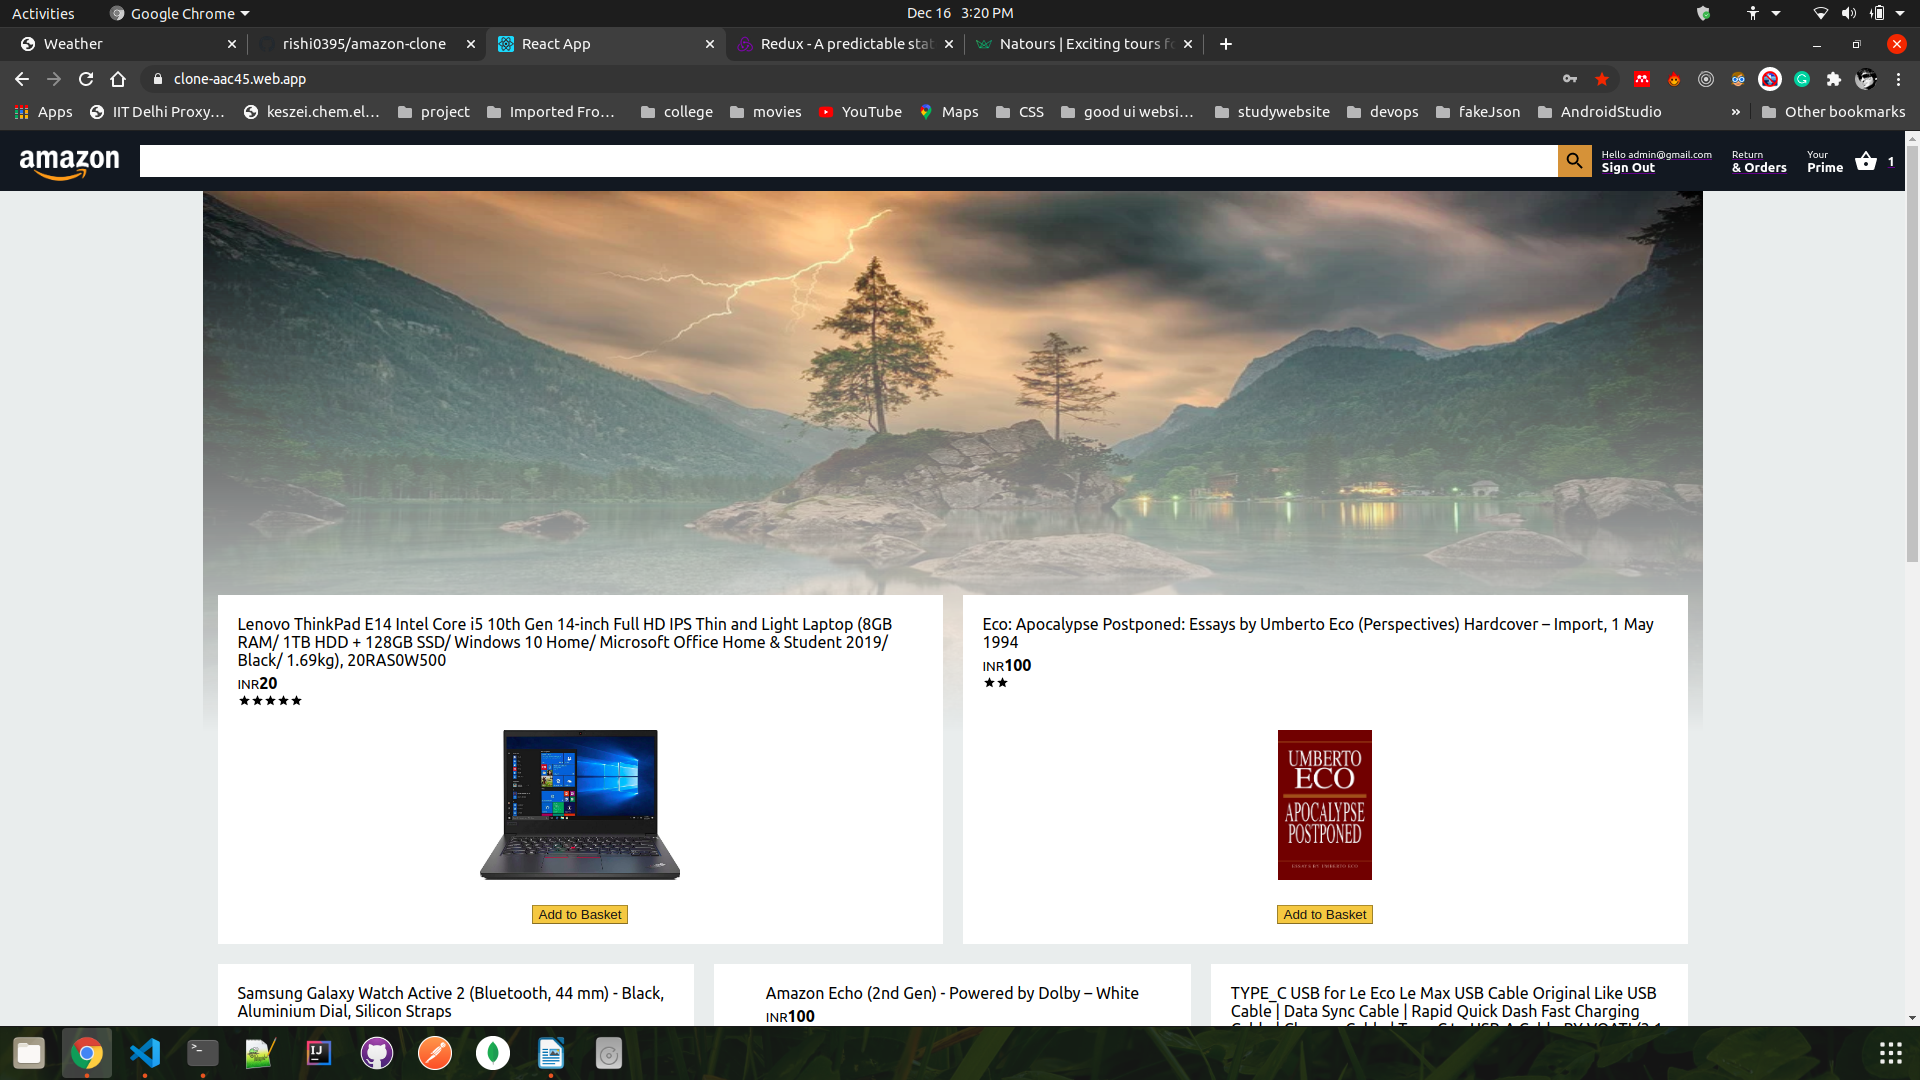 Activities
Google Chrome
Dec 16 3:20 PM
Weather
rishi0395/amazon-clone
React App
Redux - A predictable stat
Natours | Exciting tours fo
clone-aac45.web.app
Apps
IIT Delhi Proxy...
keszei.chem.el...
project
Imported Fro...
college
movies
YouTube
Maps
CSS
good ui websi...
studywebsite
devops
fakeJson
AndroidStudio
»
Other bookmarks
amazon
Hello admin@gmail.com
Sign Out
Return
& Orders
Your
Prime
1
Lenovo ThinkPad E14 Intel Core i5 10th Gen 14-inch Full HD IPS Thin and Light Laptop (8GB
RAM/ 1TB HDD + 128GB SSD/ Windows 10 Home/ Microsoft Office Home & Student 2019/
Black/ 1.69kg), 20RAS0W500
INR20
★★★★★
Add to Basket
Eco: Apocalypse Postponed: Essays by Umberto Eco (Perspectives) Hardcover – Import, 1 May
1994
INR100
★★
UMBERTO
ECO
APOCALYPSE
POSTPONED
ESSAYS BY UMBERTO ECO
Add to Basket
Samsung Galaxy Watch Active 2 (Bluetooth, 44 mm) - Black,
Aluminium Dial, Silicon Straps
Amazon Echo (2nd Gen) - Powered by Dolby – White
INR100
TYPE_C USB for Le Eco Le Max USB Cable Original Like USB
Cable | Data Sync Cable | Rapid Quick Dash Fast Charging